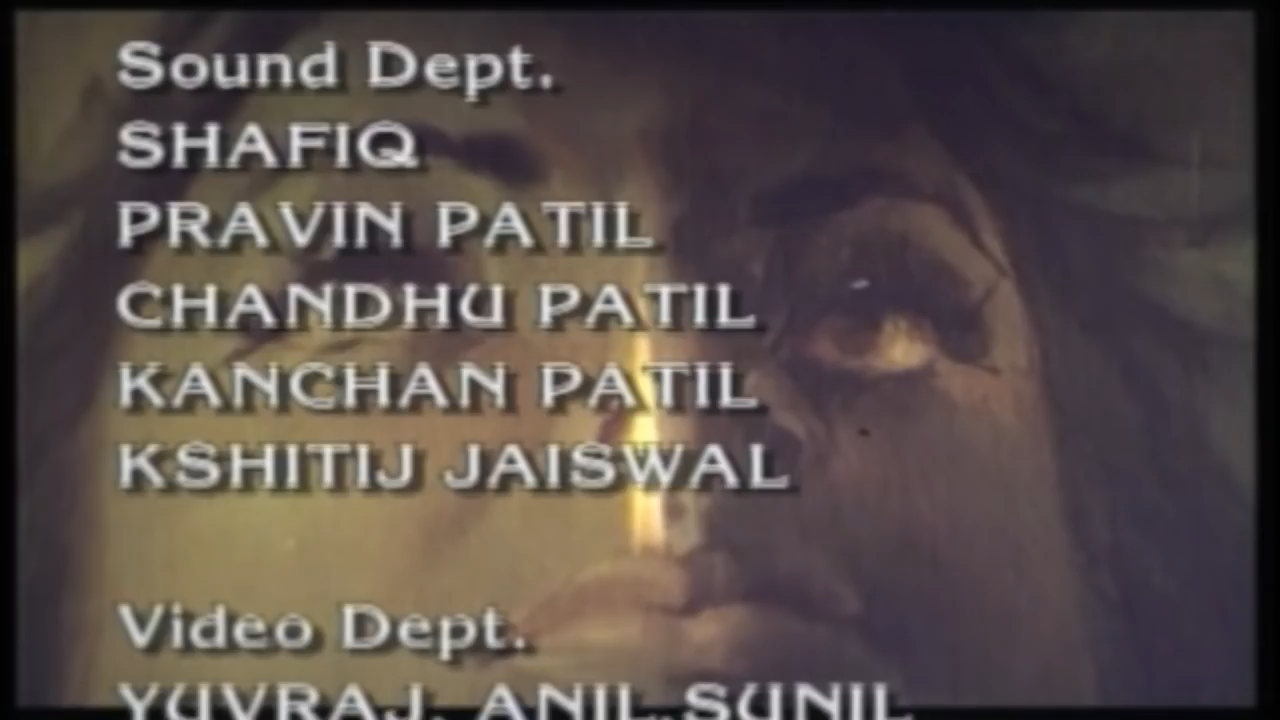 Sound Dept.
SHAFIQ
PRAVIN PATIL
CHANDHU PATIL
KANCHAN PATIL
KSHITIJ JAISWAL
Video Dept.
YUVRAJ, ANIL,SUNIL